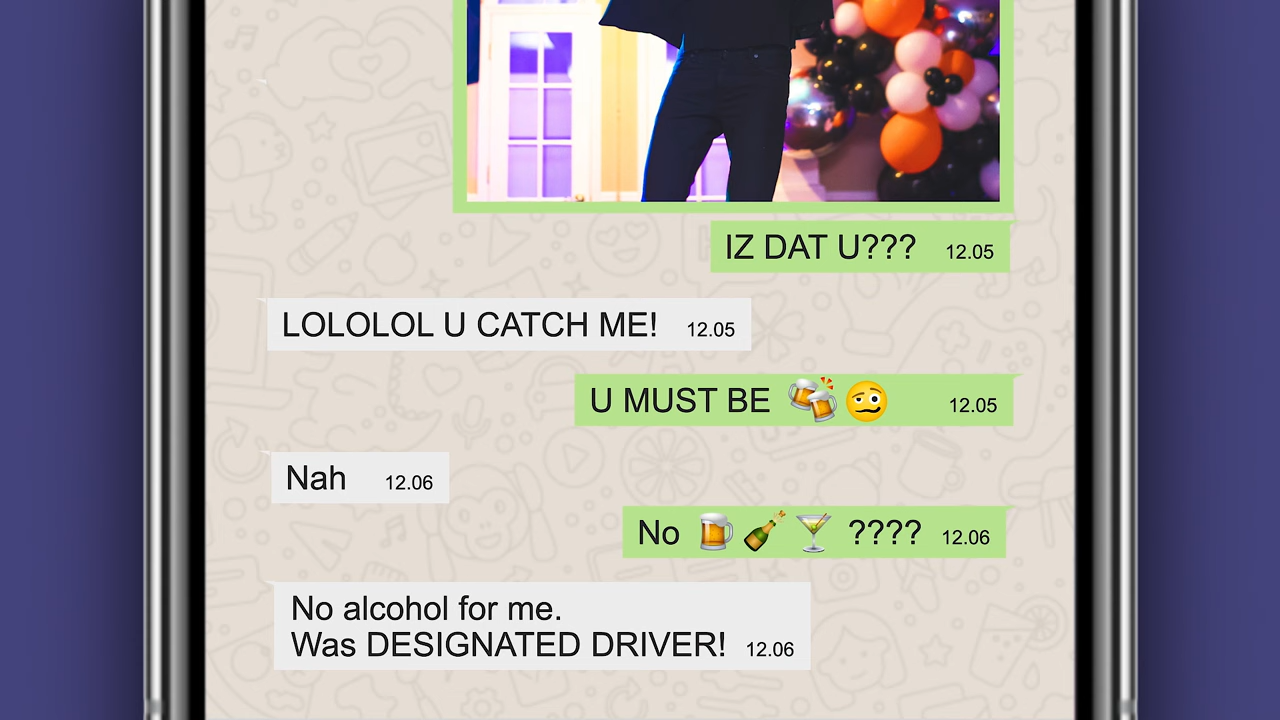 IZ DAT U??? 12.05
LOLOLOL U CATCH ME! 12.05
U MUST BE 🍻🥴 12.05
Nah 12.06
No 🍺🍾🍸 ???? 12.06
No alcohol for me.
Was DESIGNATED DRIVER! 12.06